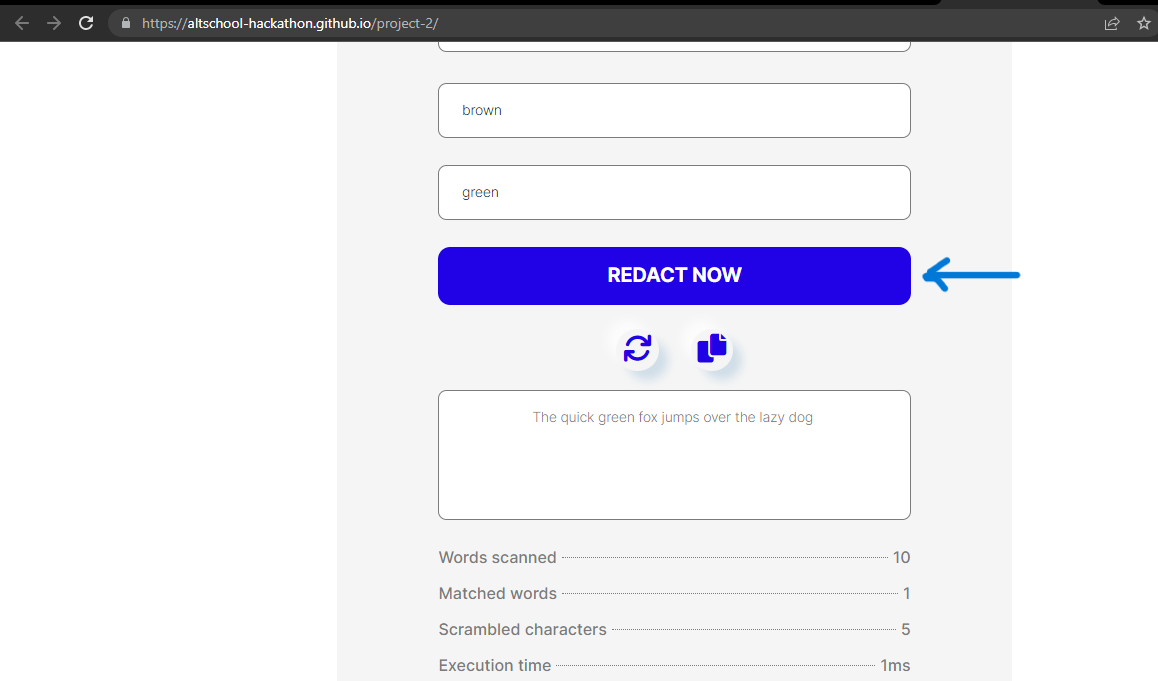 https://altschool-hackathon.github.io/project-2/
brown
green
REDACT NOW
The quick green fox jumps over the lazy dog
Words scanned 10
Matched words 1
Scrambled characters 5
Execution time 1ms